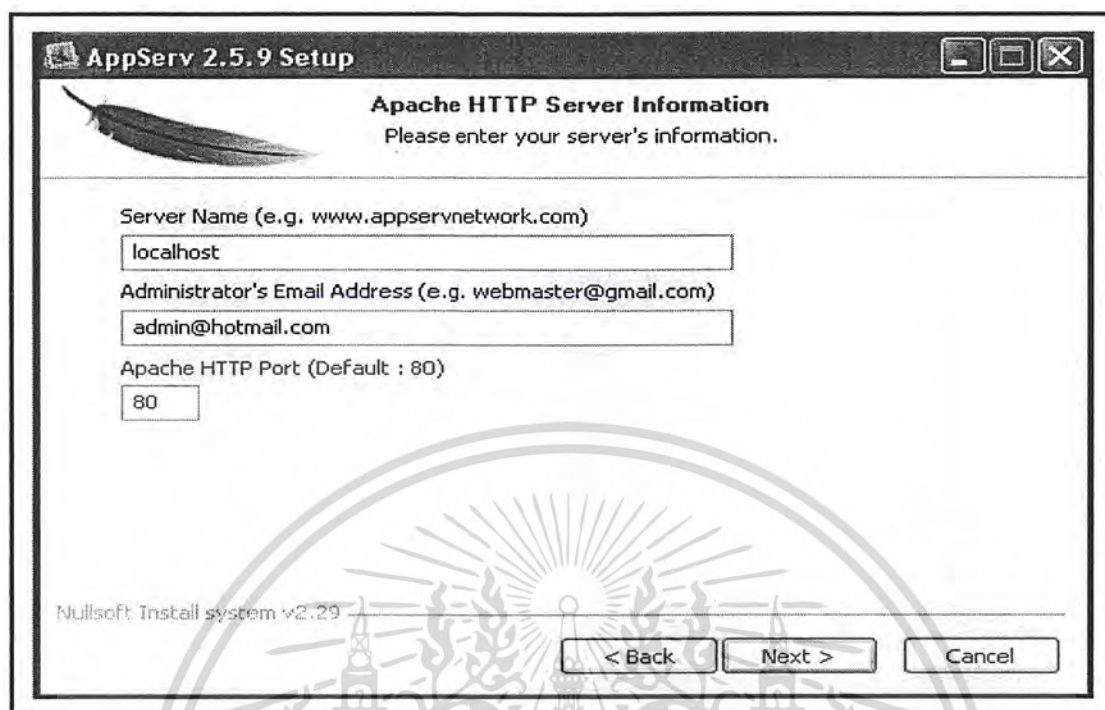 AppServ 2.5.9 Setup
Apache HTTP Server Information
Please enter your server's information.
Server Name (e.g. www.appservnetwork.com)
localhost
Administrator's Email Address (e.g. webmaster@gmail.com)
admin@hotmail.com
Apache HTTP Port (Default : 80)
80
Nullsoft Install system v2.29
< Back Next > Cancel